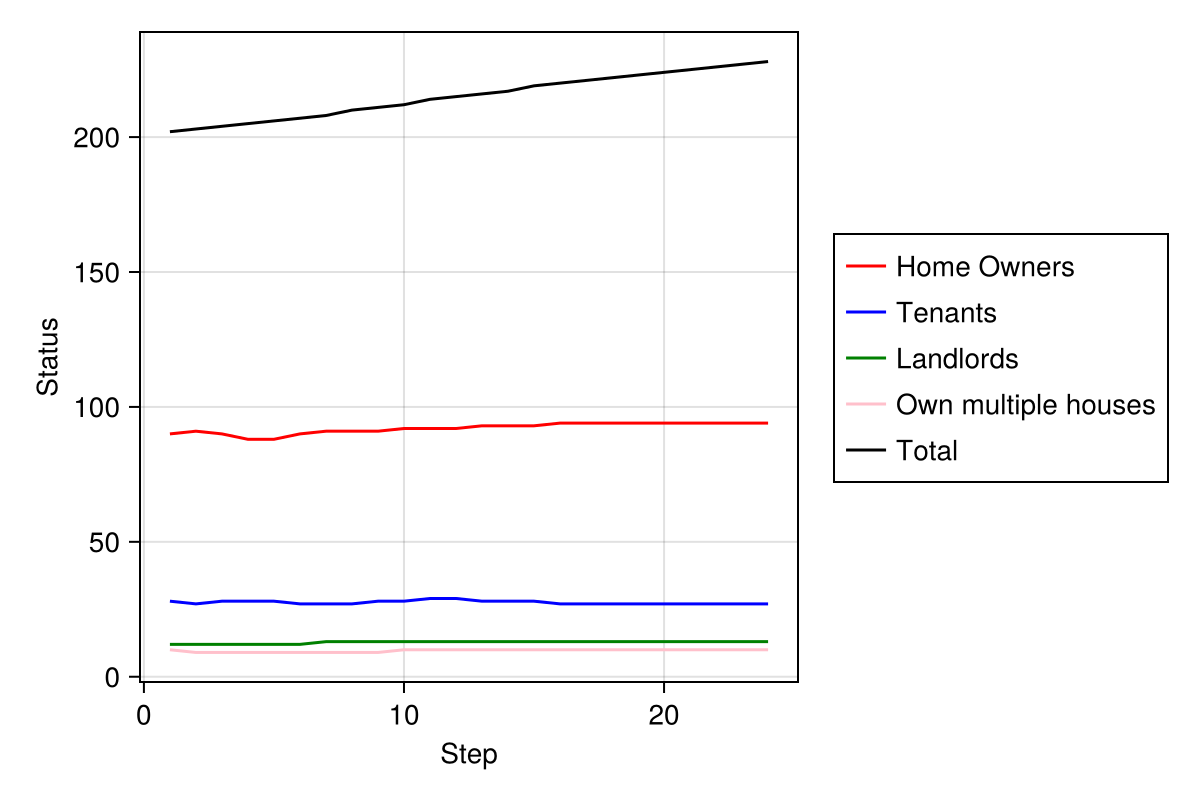 200
150
100
50
0
Status
0 10 20
Step
Home Owners
Tenants
Landlords
Own multiple houses
Total